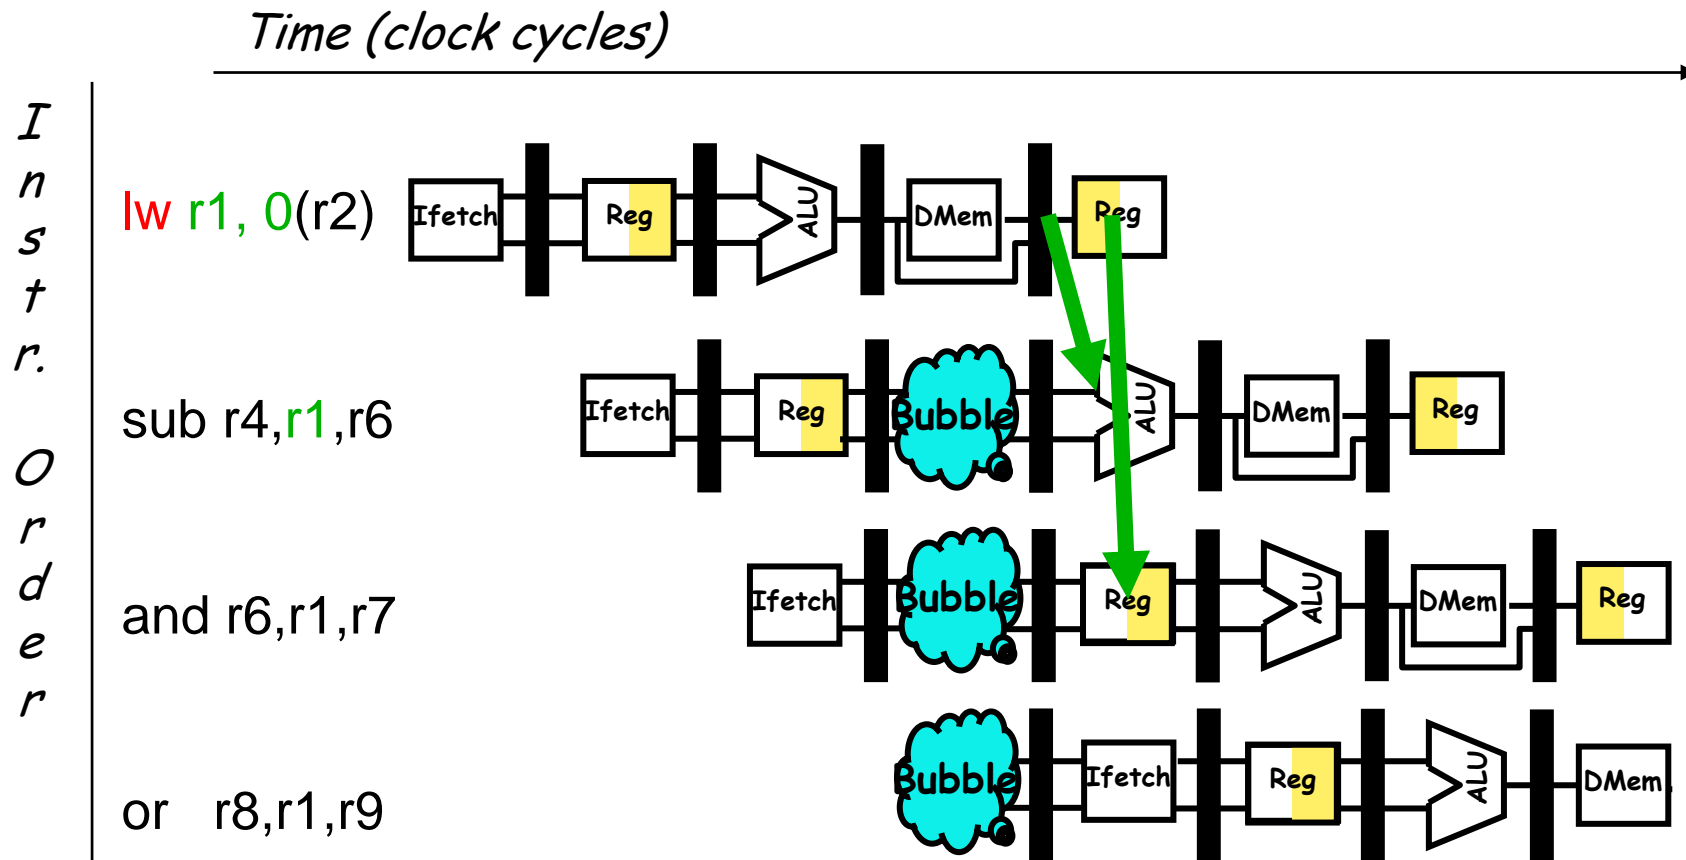 Time (clock cycles)
Instr. Order
lw r1, 0(r2)
Ifetch Reg ALU DMem Reg
sub r4,r1,r6
Ifetch Reg Bubble ALU DMem Reg
and r6,r1,r7
Ifetch Bubble Reg ALU DMem Reg
or r8,r1,r9
Bubble Ifetch Reg ALU DMem